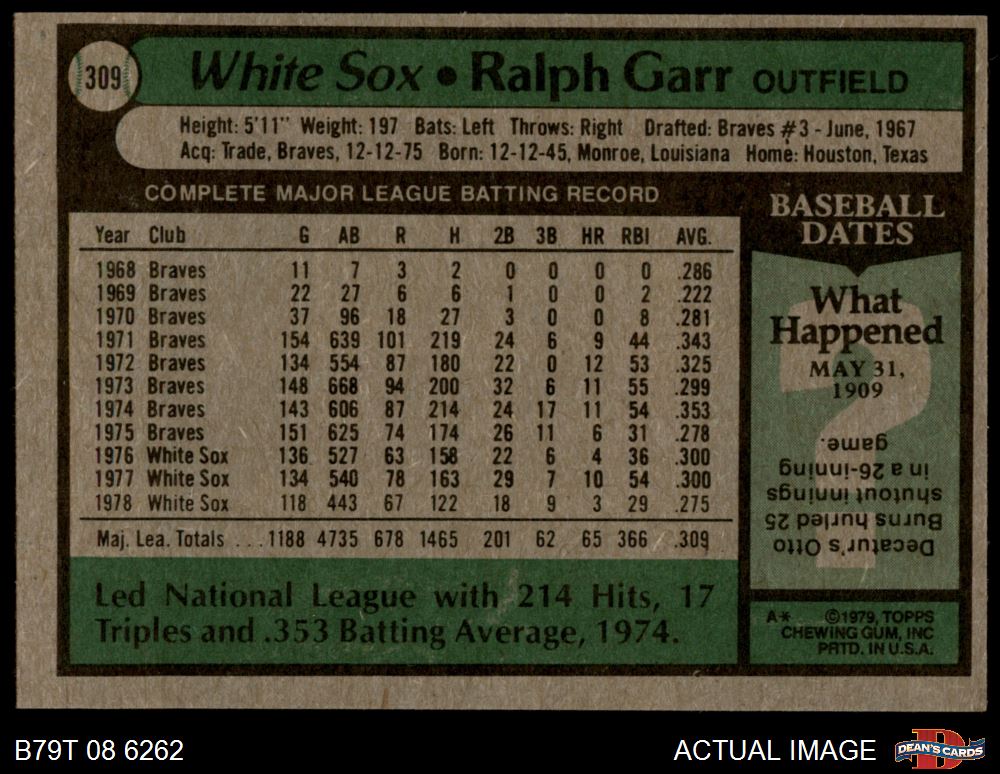 309 White Sox • Ralph Garr OUTFIELD
Height: 5'11" Weight: 197 Bats: Left Throws: Right Drafted: Braves #3 - June, 1967
Acq: Trade, Braves, 12-12-75 Born: 12-12-45, Monroe, Louisiana Home: Houston, Texas
COMPLETE MAJOR LEAGUE BATTING RECORD
Year Club G AB R H 2B 3B HR RBI AVG.
1968 Braves 11 7 3 2 0 0 0 0 .286
1969 Braves 22 27 6 6 1 0 0 2 .222
1970 Braves 37 96 18 27 3 0 0 8 .281
1971 Braves 154 639 101 219 24 6 9 44 .343
1972 Braves 134 554 87 180 22 0 12 53 .325
1973 Braves 148 668 94 200 32 6 11 55 .299
1974 Braves 143 606 87 214 24 17 11 54 .353
1975 Braves 151 625 74 174 26 11 6 31 .278
1976 White Sox 136 527 63 158 22 6 4 36 .300
1977 White Sox 134 540 78 163 29 7 10 54 .300
1978 White Sox 118 443 67 122 18 9 3 29 .275
Maj. Lea. Totals ...1188 4735 678 1465 201 62 65 366 .309
Led National League with 214 Hits, 17
Triples and .353 Batting Average, 1974.
BASEBALL
DATES
What
Happened
MAY 31,
1909
?
Decatur's Otto
Burns hurled 25
shutout innings
in a 26-inning
game.
A* ©1979, TOPPS
CHEWING GUM, INC
PRTD. IN U.S.A.
B79T 08 6262
ACTUAL IMAGE
D
DEAN'S CARDS